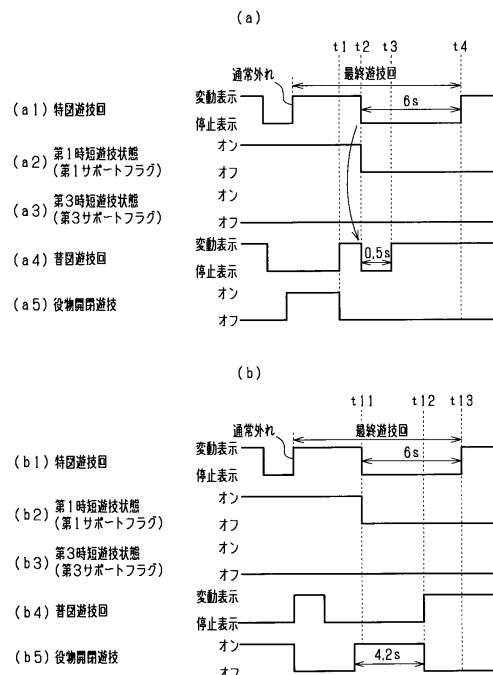 (a)
t1 t2 t3 t4
通常外れ
最終遊技回
(a1) 特図遊技回
変動表示
停止表示
6s
(a2) 第1時短遊技状態
(第1サポートフラグ)
オン
オフ
(a3) 第3時短遊技状態
(第3サポートフラグ)
オン
オフ
(a4) 普図遊技回
変動表示
停止表示
0.5s
(a5) 役物開閉遊技
オン
オフ
(b)
t11 t12 t13
通常外れ
最終遊技回
(b1) 特図遊技回
変動表示
停止表示
6s
(b2) 第1時短遊技状態
(第1サポートフラグ)
オン
オフ
(b3) 第3時短遊技状態
(第3サポートフラグ)
オン
オフ
(b4) 普図遊技回
変動表示
停止表示
(b5) 役物開閉遊技
オン
オフ
4.2s